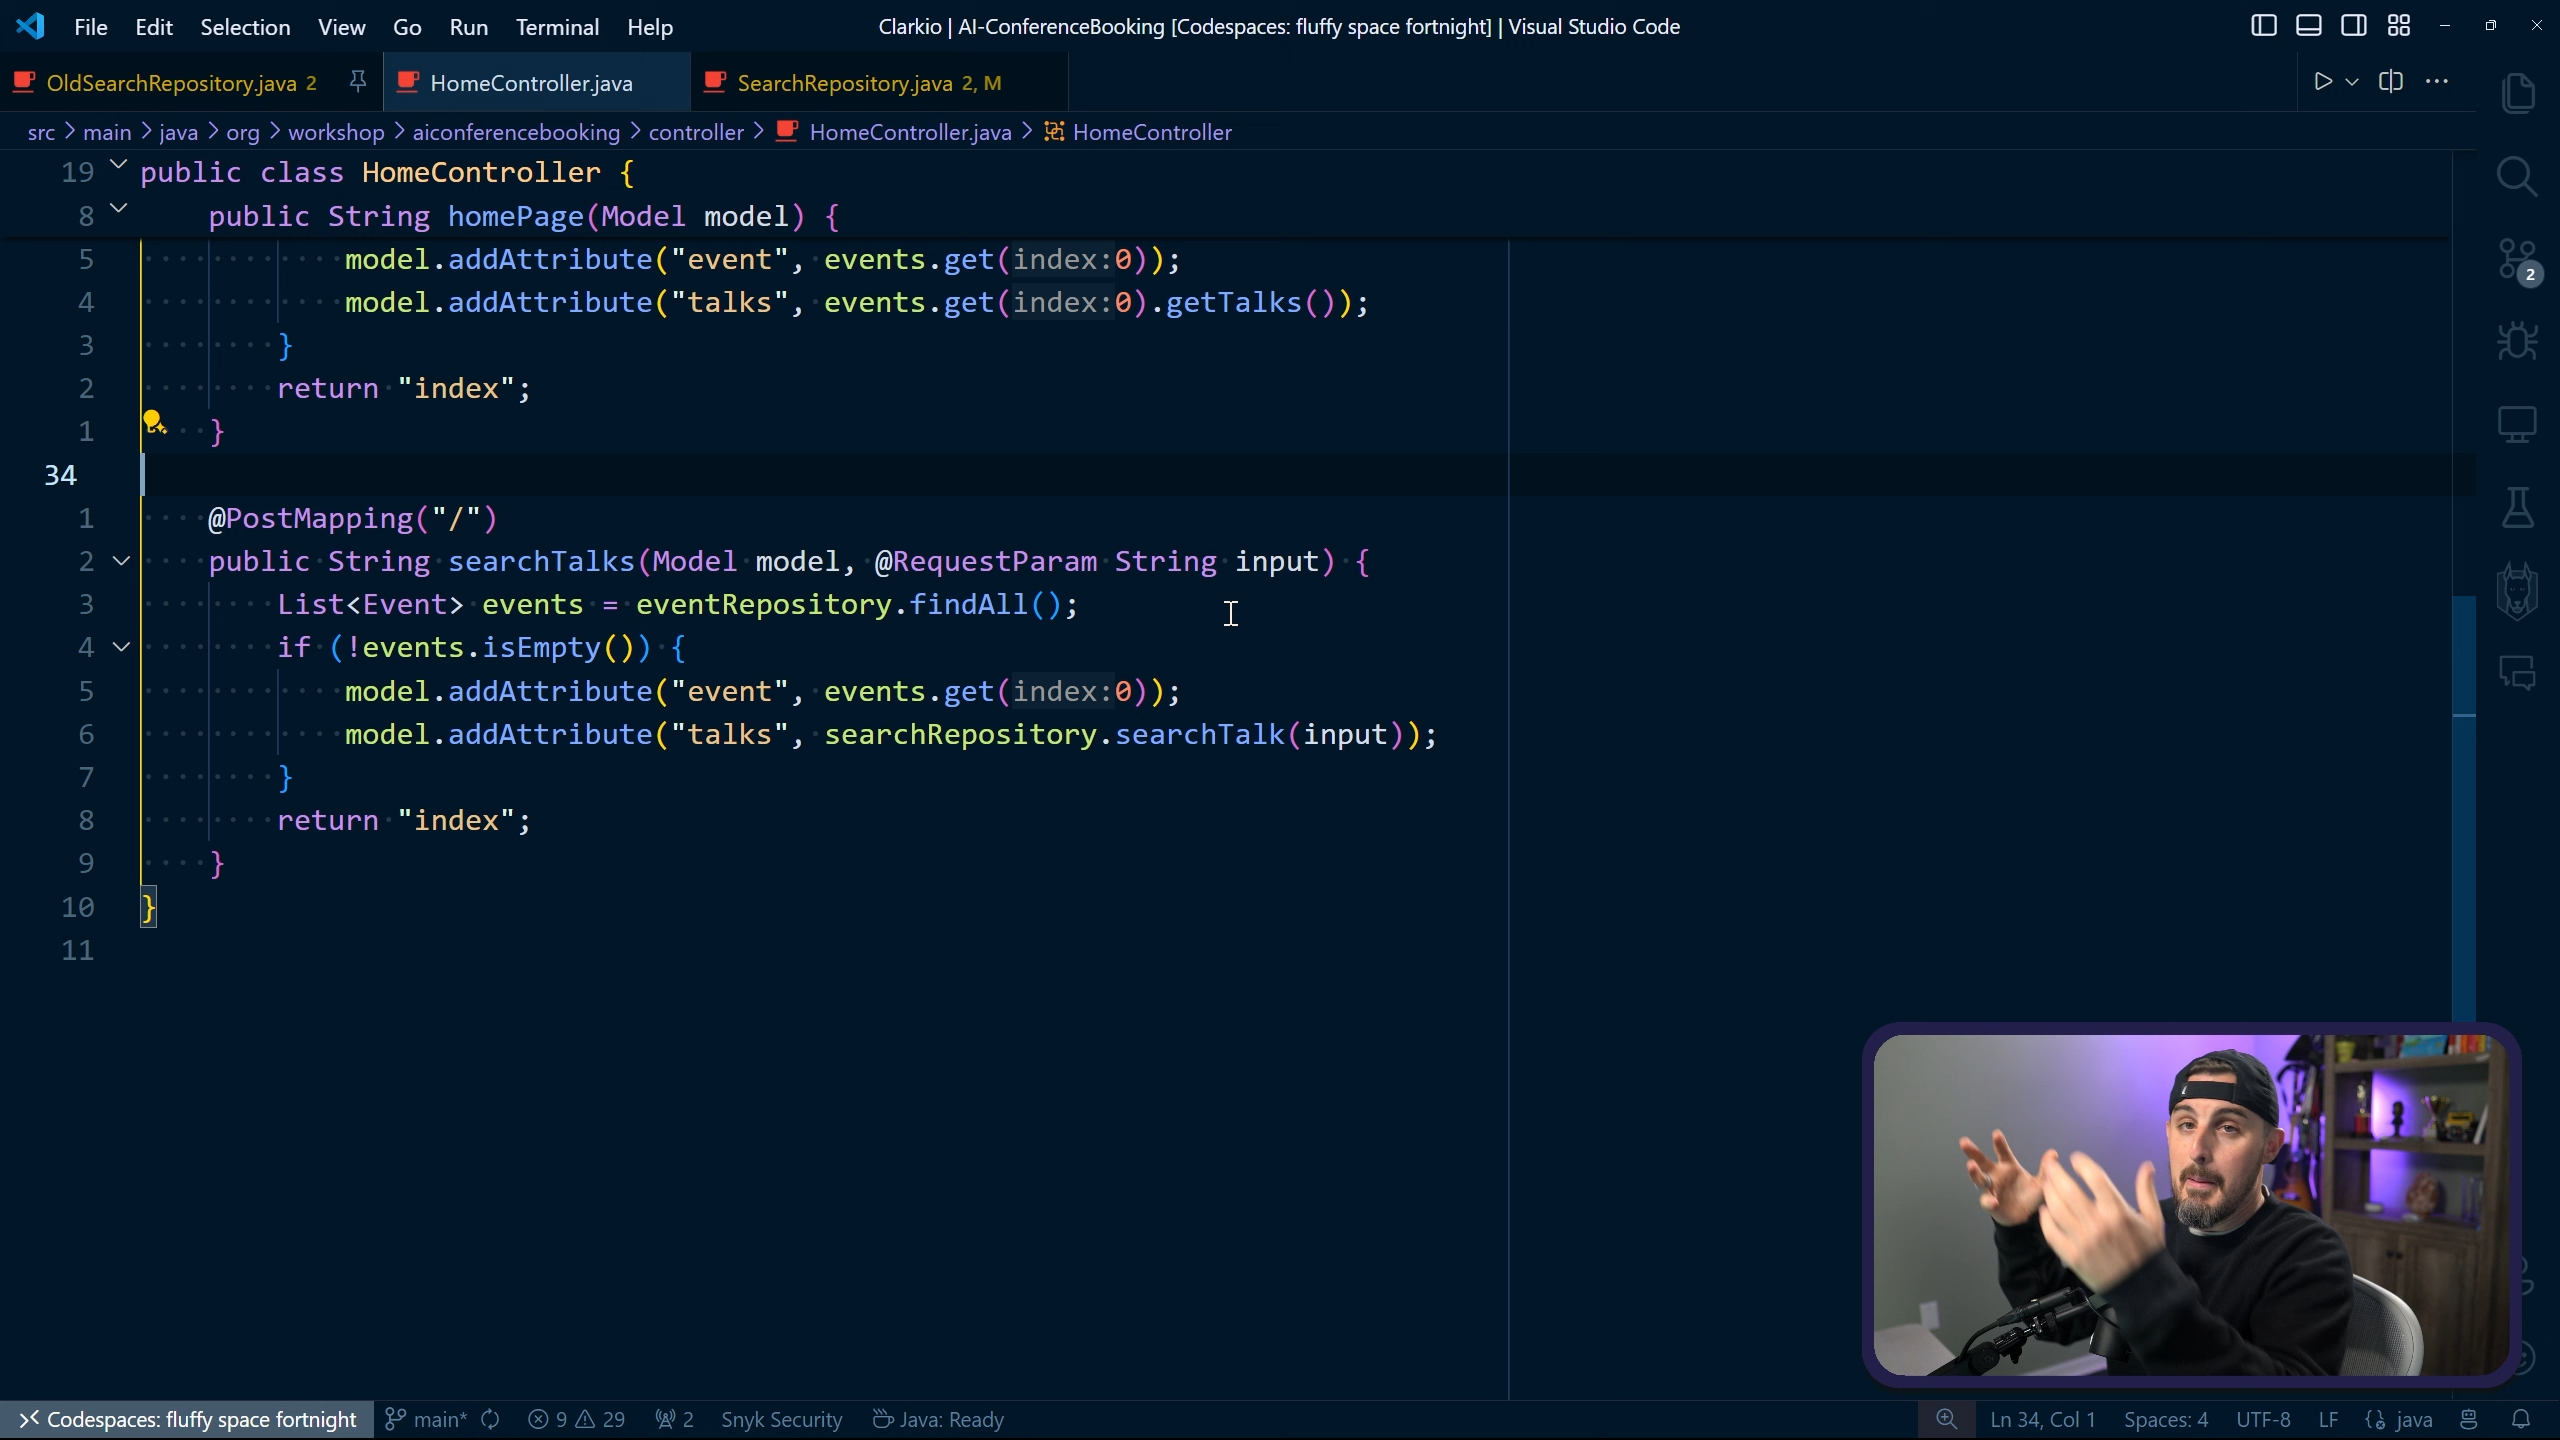 File Edit Selection View Go Run Terminal Help
Clarkio | AI-ConferenceBooking [Codespaces: fluffy space fortnight] | Visual Studio Code
OldSearchRepository.java 2
HomeController.java
SearchRepository.java 2, M
src > main > java > org > workshop > aiconferencebooking > controller > HomeController.java > HomeController
19 public class HomeController {
8 public String homePage(Model model) {
5 model.addAttribute("event", events.get(index:0));
4 model.addAttribute("talks", events.get(index:0).getTalks());
3 }
2 return "index";
1 }
34
1 @PostMapping("/")
2 public String searchTalks(Model model, @RequestParam String input) {
3 List<Event> events = eventRepository.findAll();
4 if (!events.isEmpty()) {
5 model.addAttribute("event", events.get(index:0));
6 model.addAttribute("talks", searchRepository.searchTalk(input));
7 }
8 return "index";
9 }
10 }
11
2
Codespaces: fluffy space fortnight main* 9 29 2 Snyk Security Java: Ready
Ln 34, Col 1 Spaces: 4 UTF-8 LF java